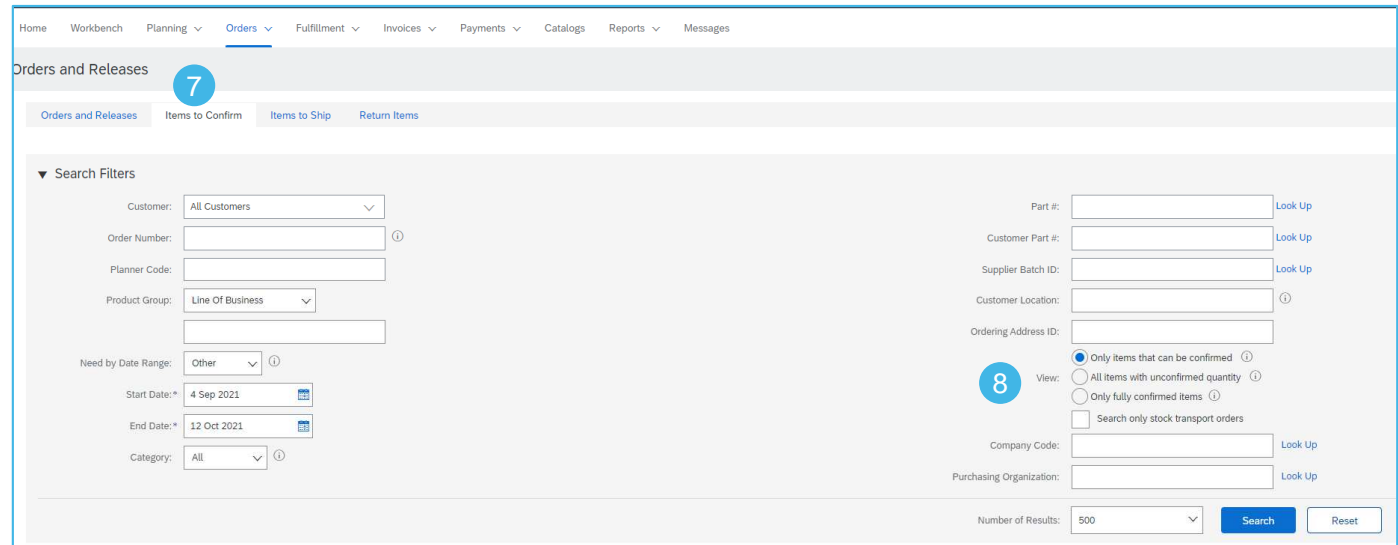 Home Workbench Planning Orders Fulfillment Invoices Payments Catalogs Reports Messages
Orders and Releases
7
Orders and Releases Items to Confirm Items to Ship Return Items
▼ Search Filters
Customer: All Customers
Order Number:
Planner Code:
Product Group: Line Of Business
Need by Date Range: Other
Start Date:* 4 Sep 2021
End Date:* 12 Oct 2021
Category: All
Part #: Look Up
Customer Part #: Look Up
Supplier Batch ID: Look Up
Customer Location:
Ordering Address ID:
8
View: Only items that can be confirmed
All items with unconfirmed quantity
Only fully confirmed items
Search only stock transport orders
Company Code: Look Up
Purchasing Organization: Look Up
Number of Results: 500 Search Reset